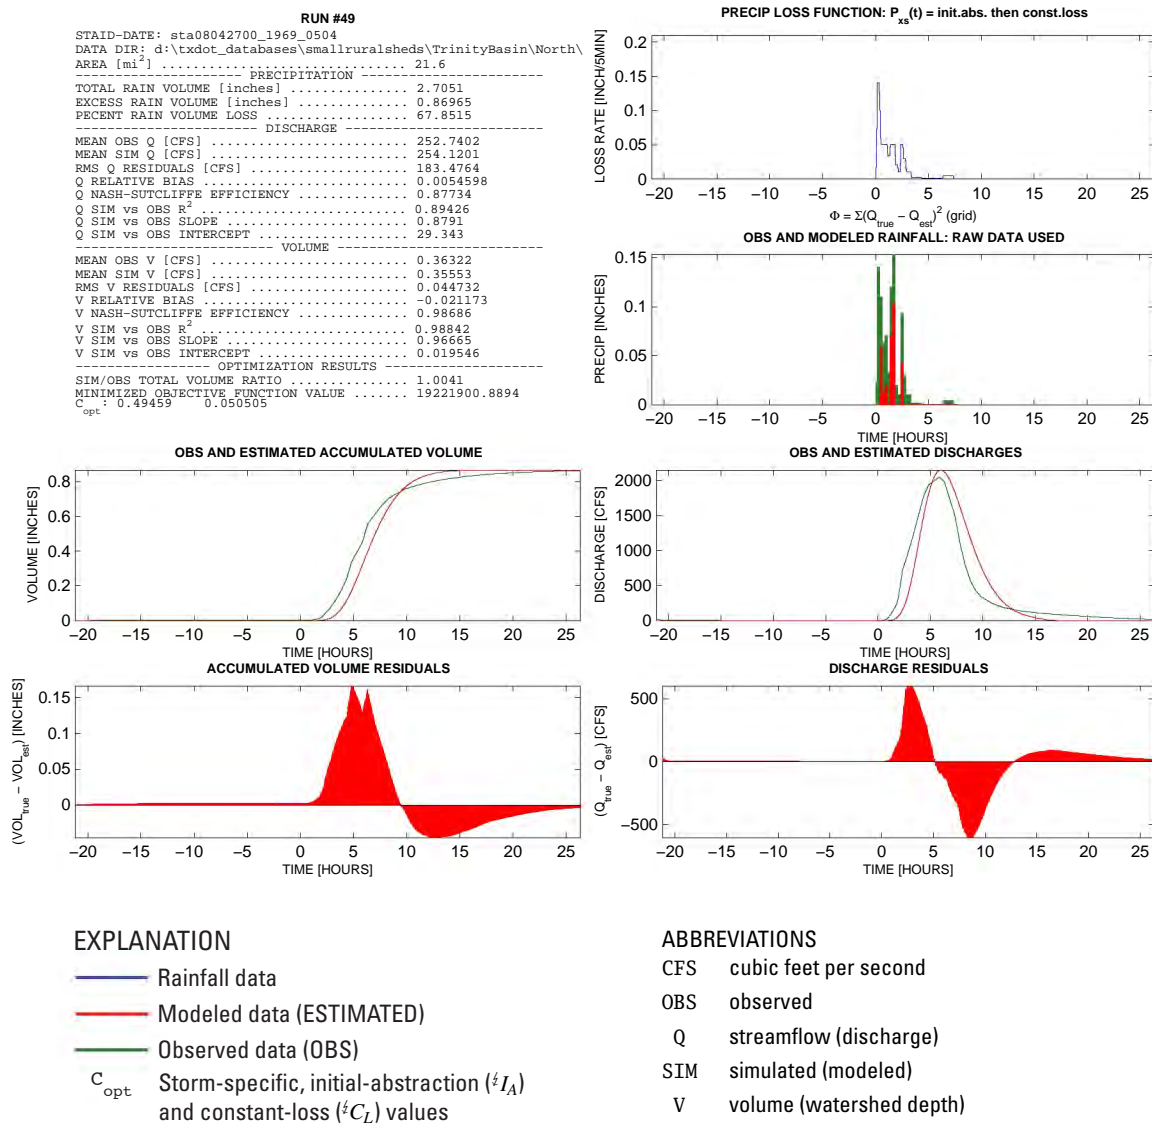 RUN #49
STAID-DATE: sta08042700_1969_0504
DATA DIR: d:\txdot_databases\smallruralsheds\TrinityBasin\North\
AREA [mi2] ............................... 21.6
---------------------- PRECIPITATION ------------------------
TOTAL RAIN VOLUME [inches] ............... 2.7051
EXCESS RAIN VOLUME [inches] .............. 0.86965
PECENT RAIN VOLUME LOSS .................. 67.8515
------------------------ DISCHARGE --------------------------
MEAN OBS Q [CFS] ......................... 252.7402
MEAN SIM Q [CFS] ......................... 254.1201
RMS Q RESIDUALS [CFS] .................... 183.4764
Q RELATIVE BIAS .......................... 0.0054598
Q NASH-SUTCLIFFE EFFICIENCY .............. 0.87734
Q SIM vs OBS R2 .......................... 0.89426
Q SIM vs OBS SLOPE ....................... 0.8791
Q SIM vs OBS INTERCEPT ................... 29.343
-------------------------- VOLUME ---------------------------
MEAN OBS V [CFS] ......................... 0.36322
MEAN SIM V [CFS] ......................... 0.35553
RMS V RESIDUALS [CFS] .................... 0.044732
V RELATIVE BIAS .......................... -0.021173
V NASH-SUTCLIFFE EFFICIENCY .............. 0.98686
V SIM vs OBS R2 .......................... 0.98842
V SIM vs OBS SLOPE ....................... 0.96665
V SIM vs OBS INTERCEPT ................... 0.019546
------------------ OPTIMIZATION RESULTS ---------------------
SIM/OBS TOTAL VOLUME RATIO ............... 1.0041
MINIMIZED OBJECTIVE FUNCTION VALUE ....... 19221900.8894
Copt : 0.49459 0.050505
PRECIP LOSS FUNCTION: Pxs(t) = init.abs. then const.loss
LOSS RATE [INCH/5MIN]
0.2
0.15
0.1
0.05
0
−20 −15 −10 −5 0 5 10 15 20 25
Φ = Σ(Qtrue − Qest)2 (grid)
OBS AND MODELED RAINFALL: RAW DATA USED
PRECIP [INCHES]
0.15
0.1
0.05
0
−20 −15 −10 −5 0 5 10 15 20 25
TIME [HOURS]
OBS AND ESTIMATED ACCUMULATED VOLUME
VOLUME [INCHES]
0.8
0.6
0.4
0.2
0
−20 −15 −10 −5 0 5 10 15 20 25
TIME [HOURS]
OBS AND ESTIMATED DISCHARGES
DISCHARGE [CFS]
2000
1500
1000
500
0
−20 −15 −10 −5 0 5 10 15 20 25
TIME [HOURS]
ACCUMULATED VOLUME RESIDUALS
(VOLtrue − VOLest) [INCHES]
0.15
0.1
0.05
0
−20 −15 −10 −5 0 5 10 15 20 25
TIME [HOURS]
DISCHARGE RESIDUALS
(Qtrue − Qest) [CFS]
500
0
−500
−20 −15 −10 −5 0 5 10 15 20 25
TIME [HOURS]
EXPLANATION
Rainfall data
Modeled data (ESTIMATED)
Observed data (OBS)
Copt Storm-specific, initial-abstraction (IA)
and constant-loss (CL) values
ABBREVIATIONS
CFS cubic feet per second
OBS observed
Q streamflow (discharge)
SIM simulated (modeled)
V volume (watershed depth)